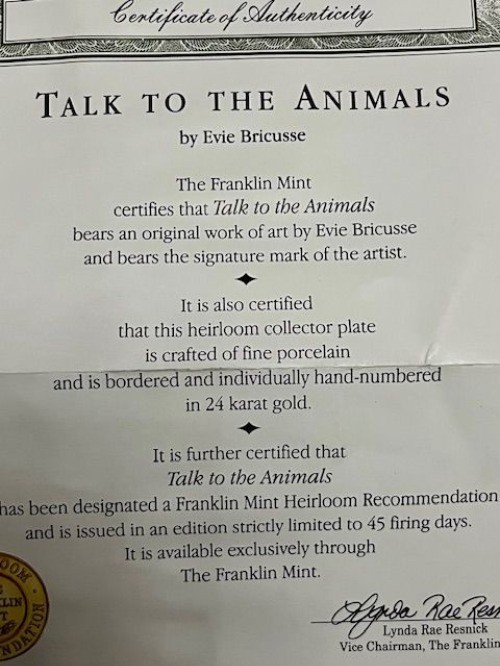 Certificate of Authenticity
TALK TO THE ANIMALS
by Evie Bricusse
The Franklin Mint
certifies that Talk to the Animals
bears an original work of art by Evie Bricusse
and bears the signature mark of the artist.
It is also certified
that this heirloom collector plate
is crafted of fine porcelain
and is bordered and individually hand-numbered
in 24 karat gold.
It is further certified that
Talk to the Animals
has been designated a Franklin Mint Heirloom Recommendation
and is issued in an edition strictly limited to 45 firing days.
It is available exclusively through
The Franklin Mint.
Lynda Rae Resnick
Vice Chairman, The Franklin